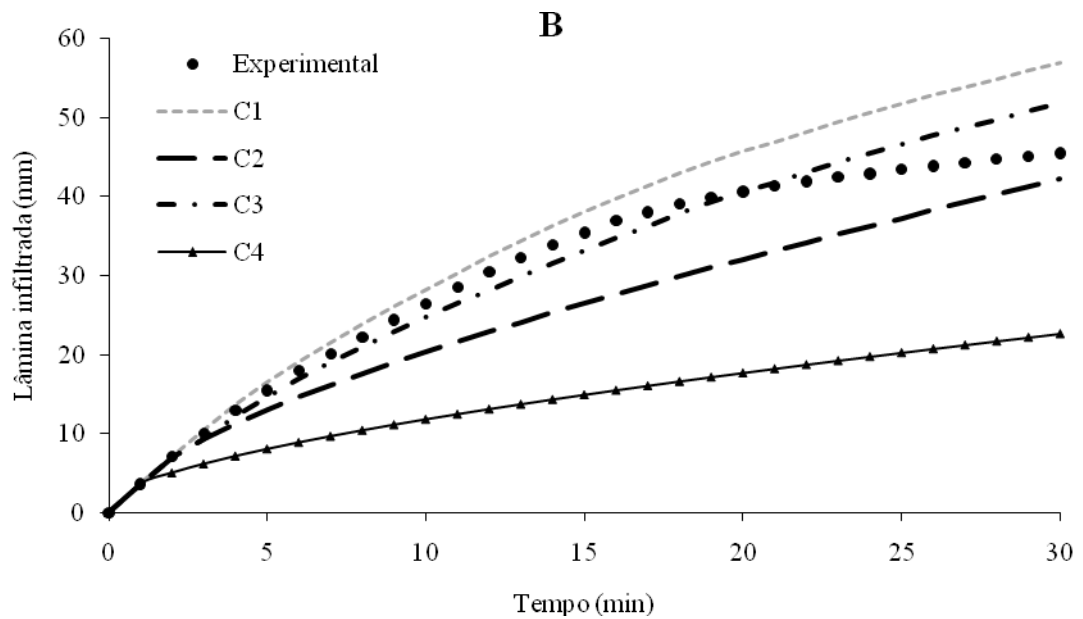 B
60
50
40
30
20
10
0
Lâmina infiltrada (mm)
Experimental
C1
C2
C3
C4
0 5 10 15 20 25 30
Tempo (min)